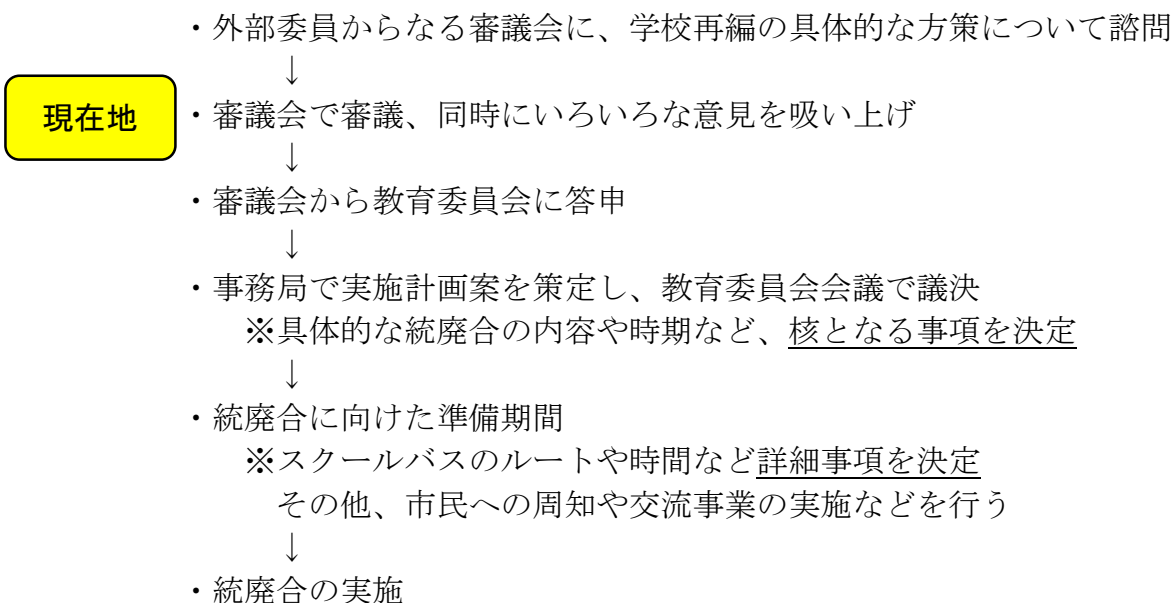 ・外部委員からなる審議会に、学校再編の具体的な方策について諮問
↓
現在地
・審議会で審議、同時にいろいろな意見を吸い上げ
↓
・審議会から教育委員会に答申
↓
・事務局で実施計画案を策定し、教育委員会会議で議決
※具体的な統廃合の内容や時期など、核となる事項を決定
↓
・統廃合に向けた準備期間
※スクールバスのルートや時間など詳細事項を決定
その他、市民への周知や交流事業の実施などを行う
↓
・統廃合の実施